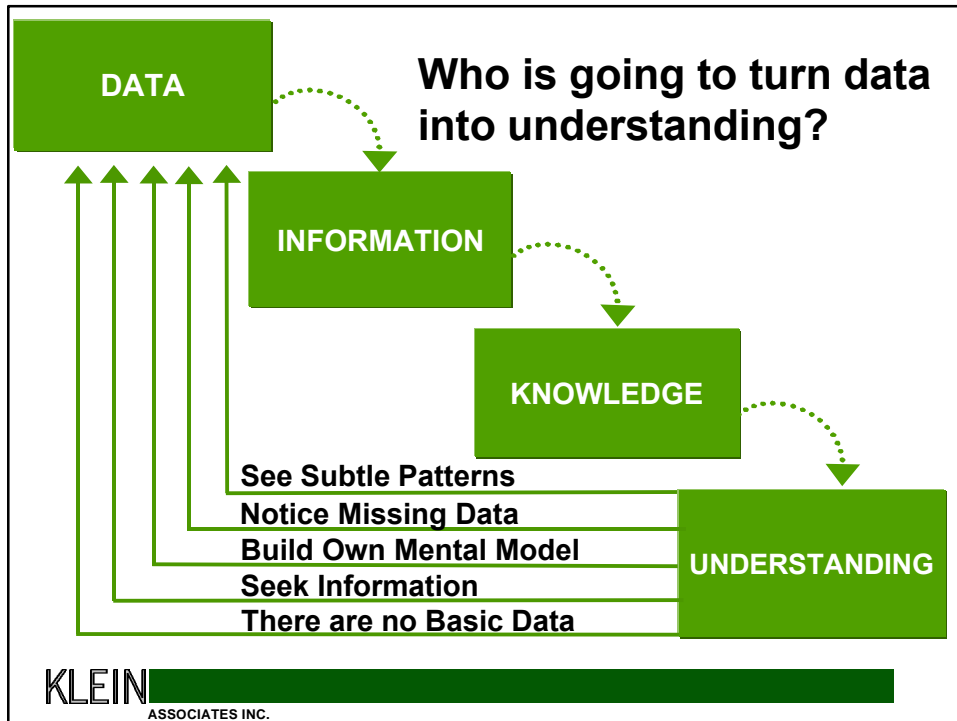 DATA
Who is going to turn data
into understanding?
INFORMATION
KNOWLEDGE
See Subtle Patterns
Notice Missing Data
Build Own Mental Model
Seek Information
There are no Basic Data
UNDERSTANDING
KLEIN
ASSOCIATES INC.